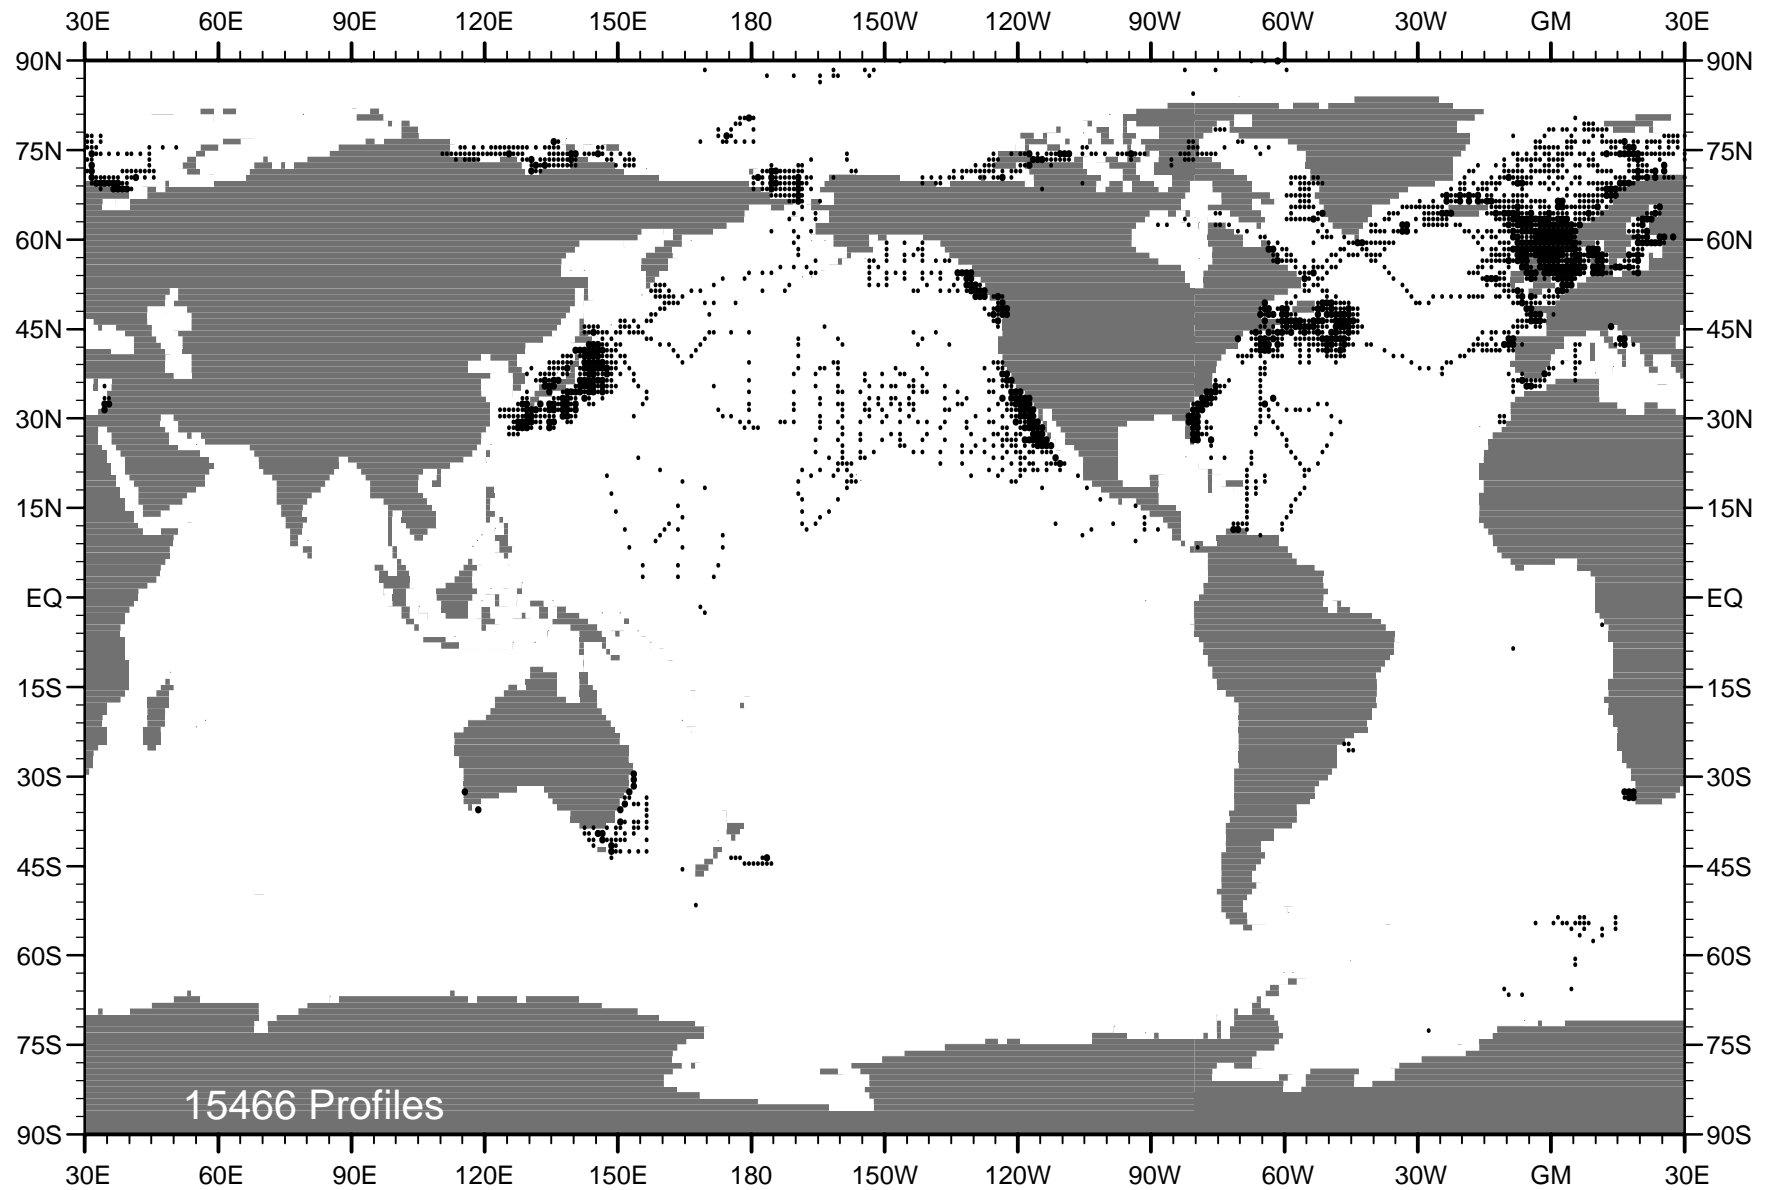 30E 60E 90E 120E 150E 180 150W 120W 90W 60W 30W GM 30E
90N 90N
75N 75N
60N 60N
45N 45N
30N 30N
15N 15N
EQ EQ
15S 15S
30S 30S
45S 45S
60S 60S
75S 75S
15466 Profiles
90S 90S
30E 60E 90E 120E 150E 180 150W 120W 90W 60W 30W GM 30E